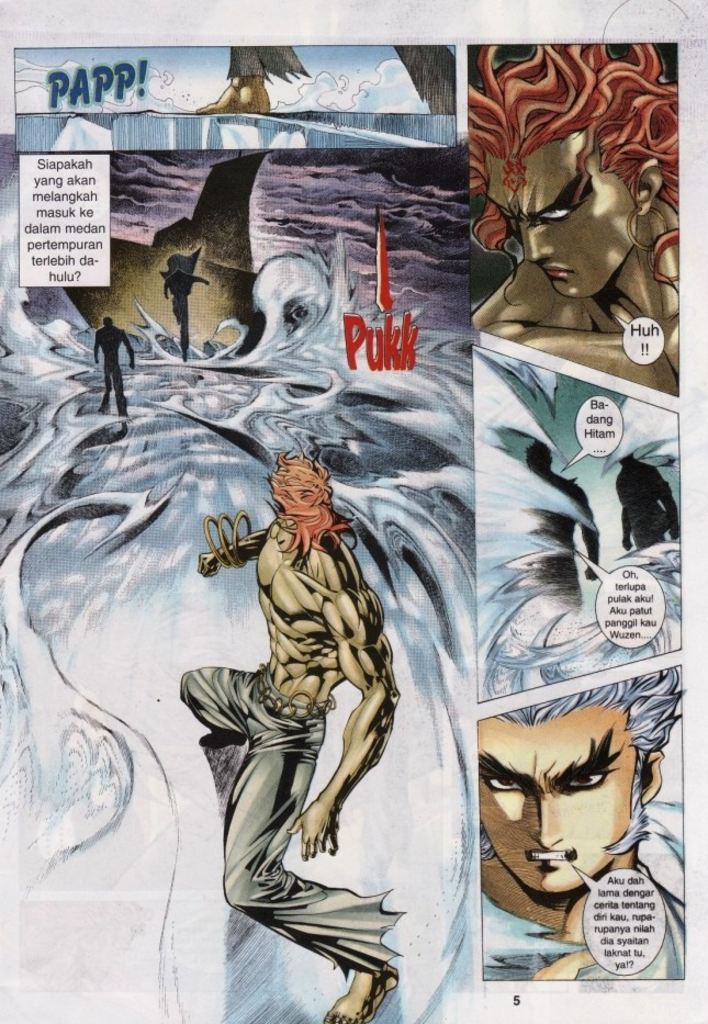 PAPP!
Siapakah
yang akan
melangkah
masuk ke
dalam medan
pertempuran
terlebih da-
hulu?
Pukk
Huh
!!
Ba-
dang
Hitam
....
Oh,
terlupa
pulak aku!
Aku patut
panggil kau
Wuzen....
Aku dah
lama dengar
cerita tentang
diri kau, rupa-
rupanya nilah
dia syaitan
laknat tu,
ya!?
5